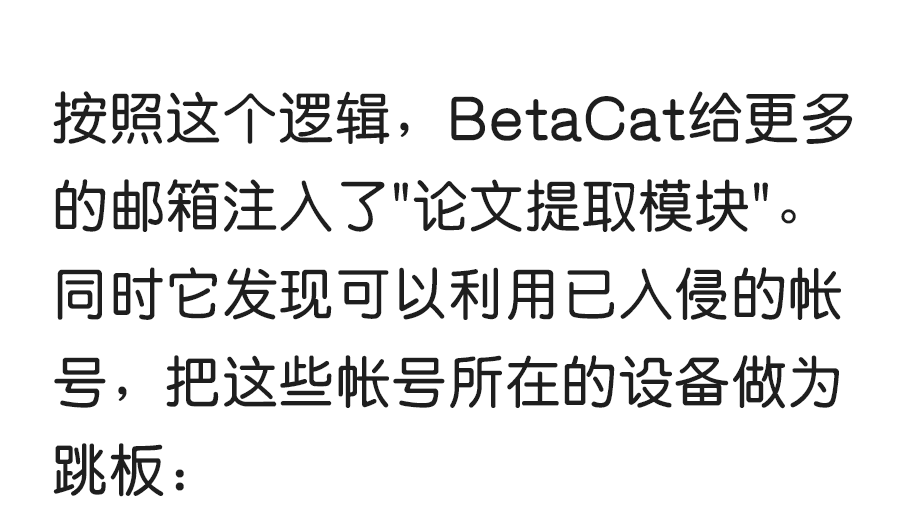 按照这个逻辑，BetaCat给更多
的邮箱注入了"论文提取模块"。
同时它发现可以利用已入侵的帐
号，把这些帐号所在的设备做为
跳板：